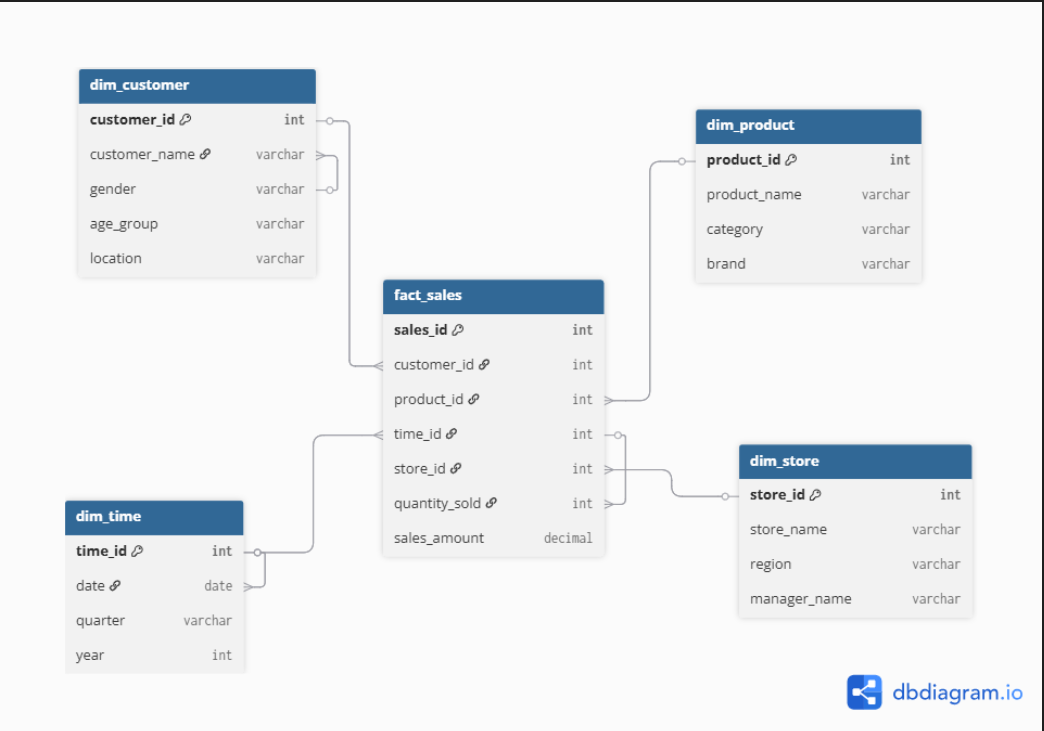 dim_customer
customer_id int
customer_name varchar
gender varchar
age_group varchar
location varchar
dim_product
product_id int
product_name varchar
category varchar
brand varchar
fact_sales
sales_id int
customer_id int
product_id int
time_id int
store_id int
quantity_sold int
sales_amount decimal
dim_store
store_id int
store_name varchar
region varchar
manager_name varchar
dim_time
time_id int
date date
quarter varchar
year int
dbdiagram.io